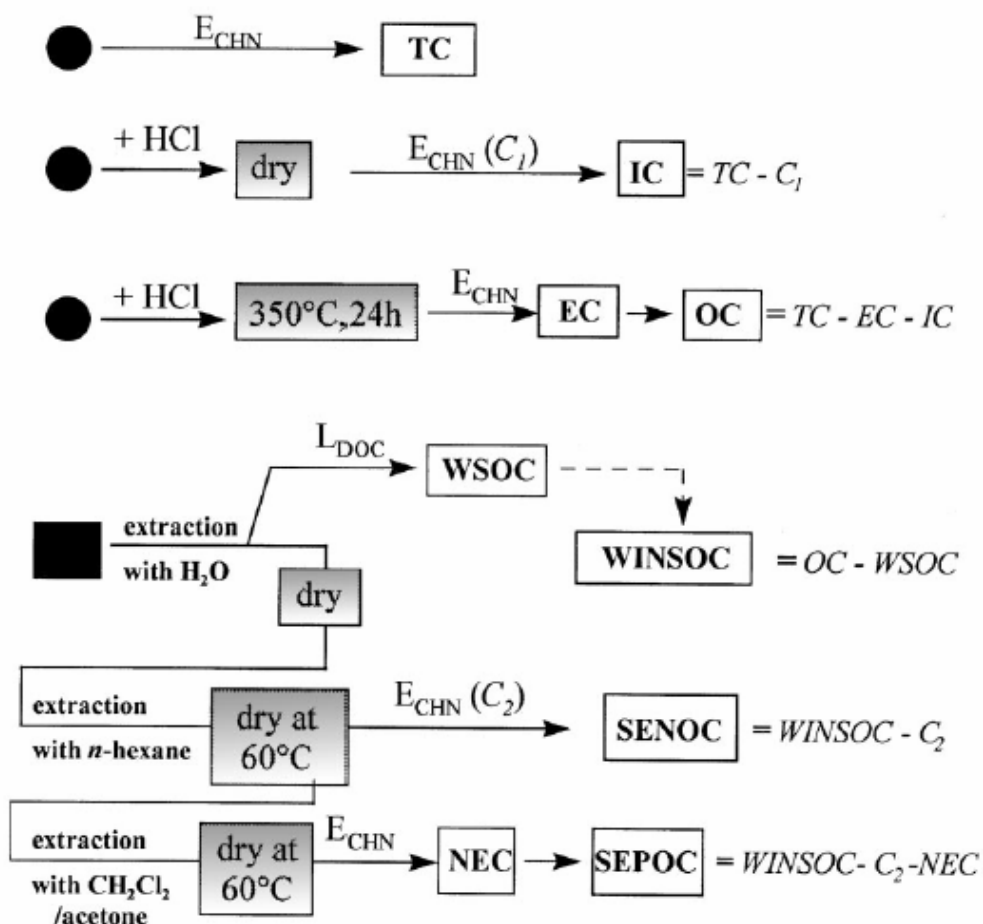 E_CHN
TC
+ HCl
dry
E_CHN (C_1)
IC = TC - C_1
+ HCl
350°C,24h
E_CHN
EC
OC = TC - EC - IC
L_DOC
WSOC
extraction
with H_2O
WINSOC = OC - WSOC
dry
extraction
with n-hexane
dry at
60°C
E_CHN (C_2)
SENOC = WINSOC - C_2
extraction
with CH_2Cl_2
/acetone
dry at
60°C
E_CHN
NEC
SEPOC = WINSOC- C_2 -NEC